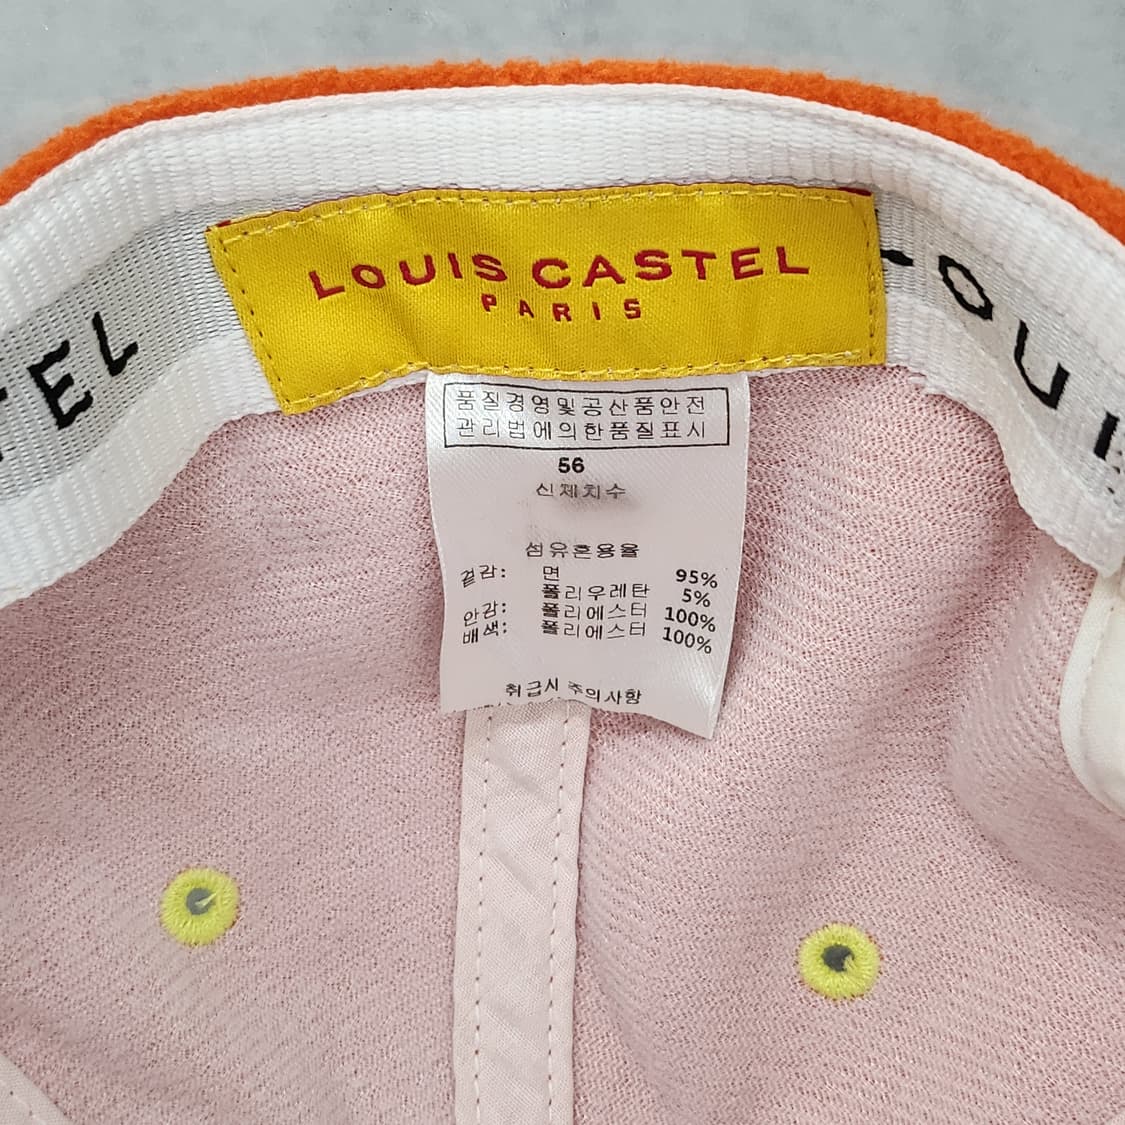 LOUIS CASTEL
PARIS
TEL
LOUI
품질경영및공산품안전
관리법에의한품질표시
56
신체치수
섬유혼용율
겉감: 면 95%
폴리우레탄 5%
안감: 폴리에스터 100%
배색: 폴리에스터 100%
취급시 주의사항